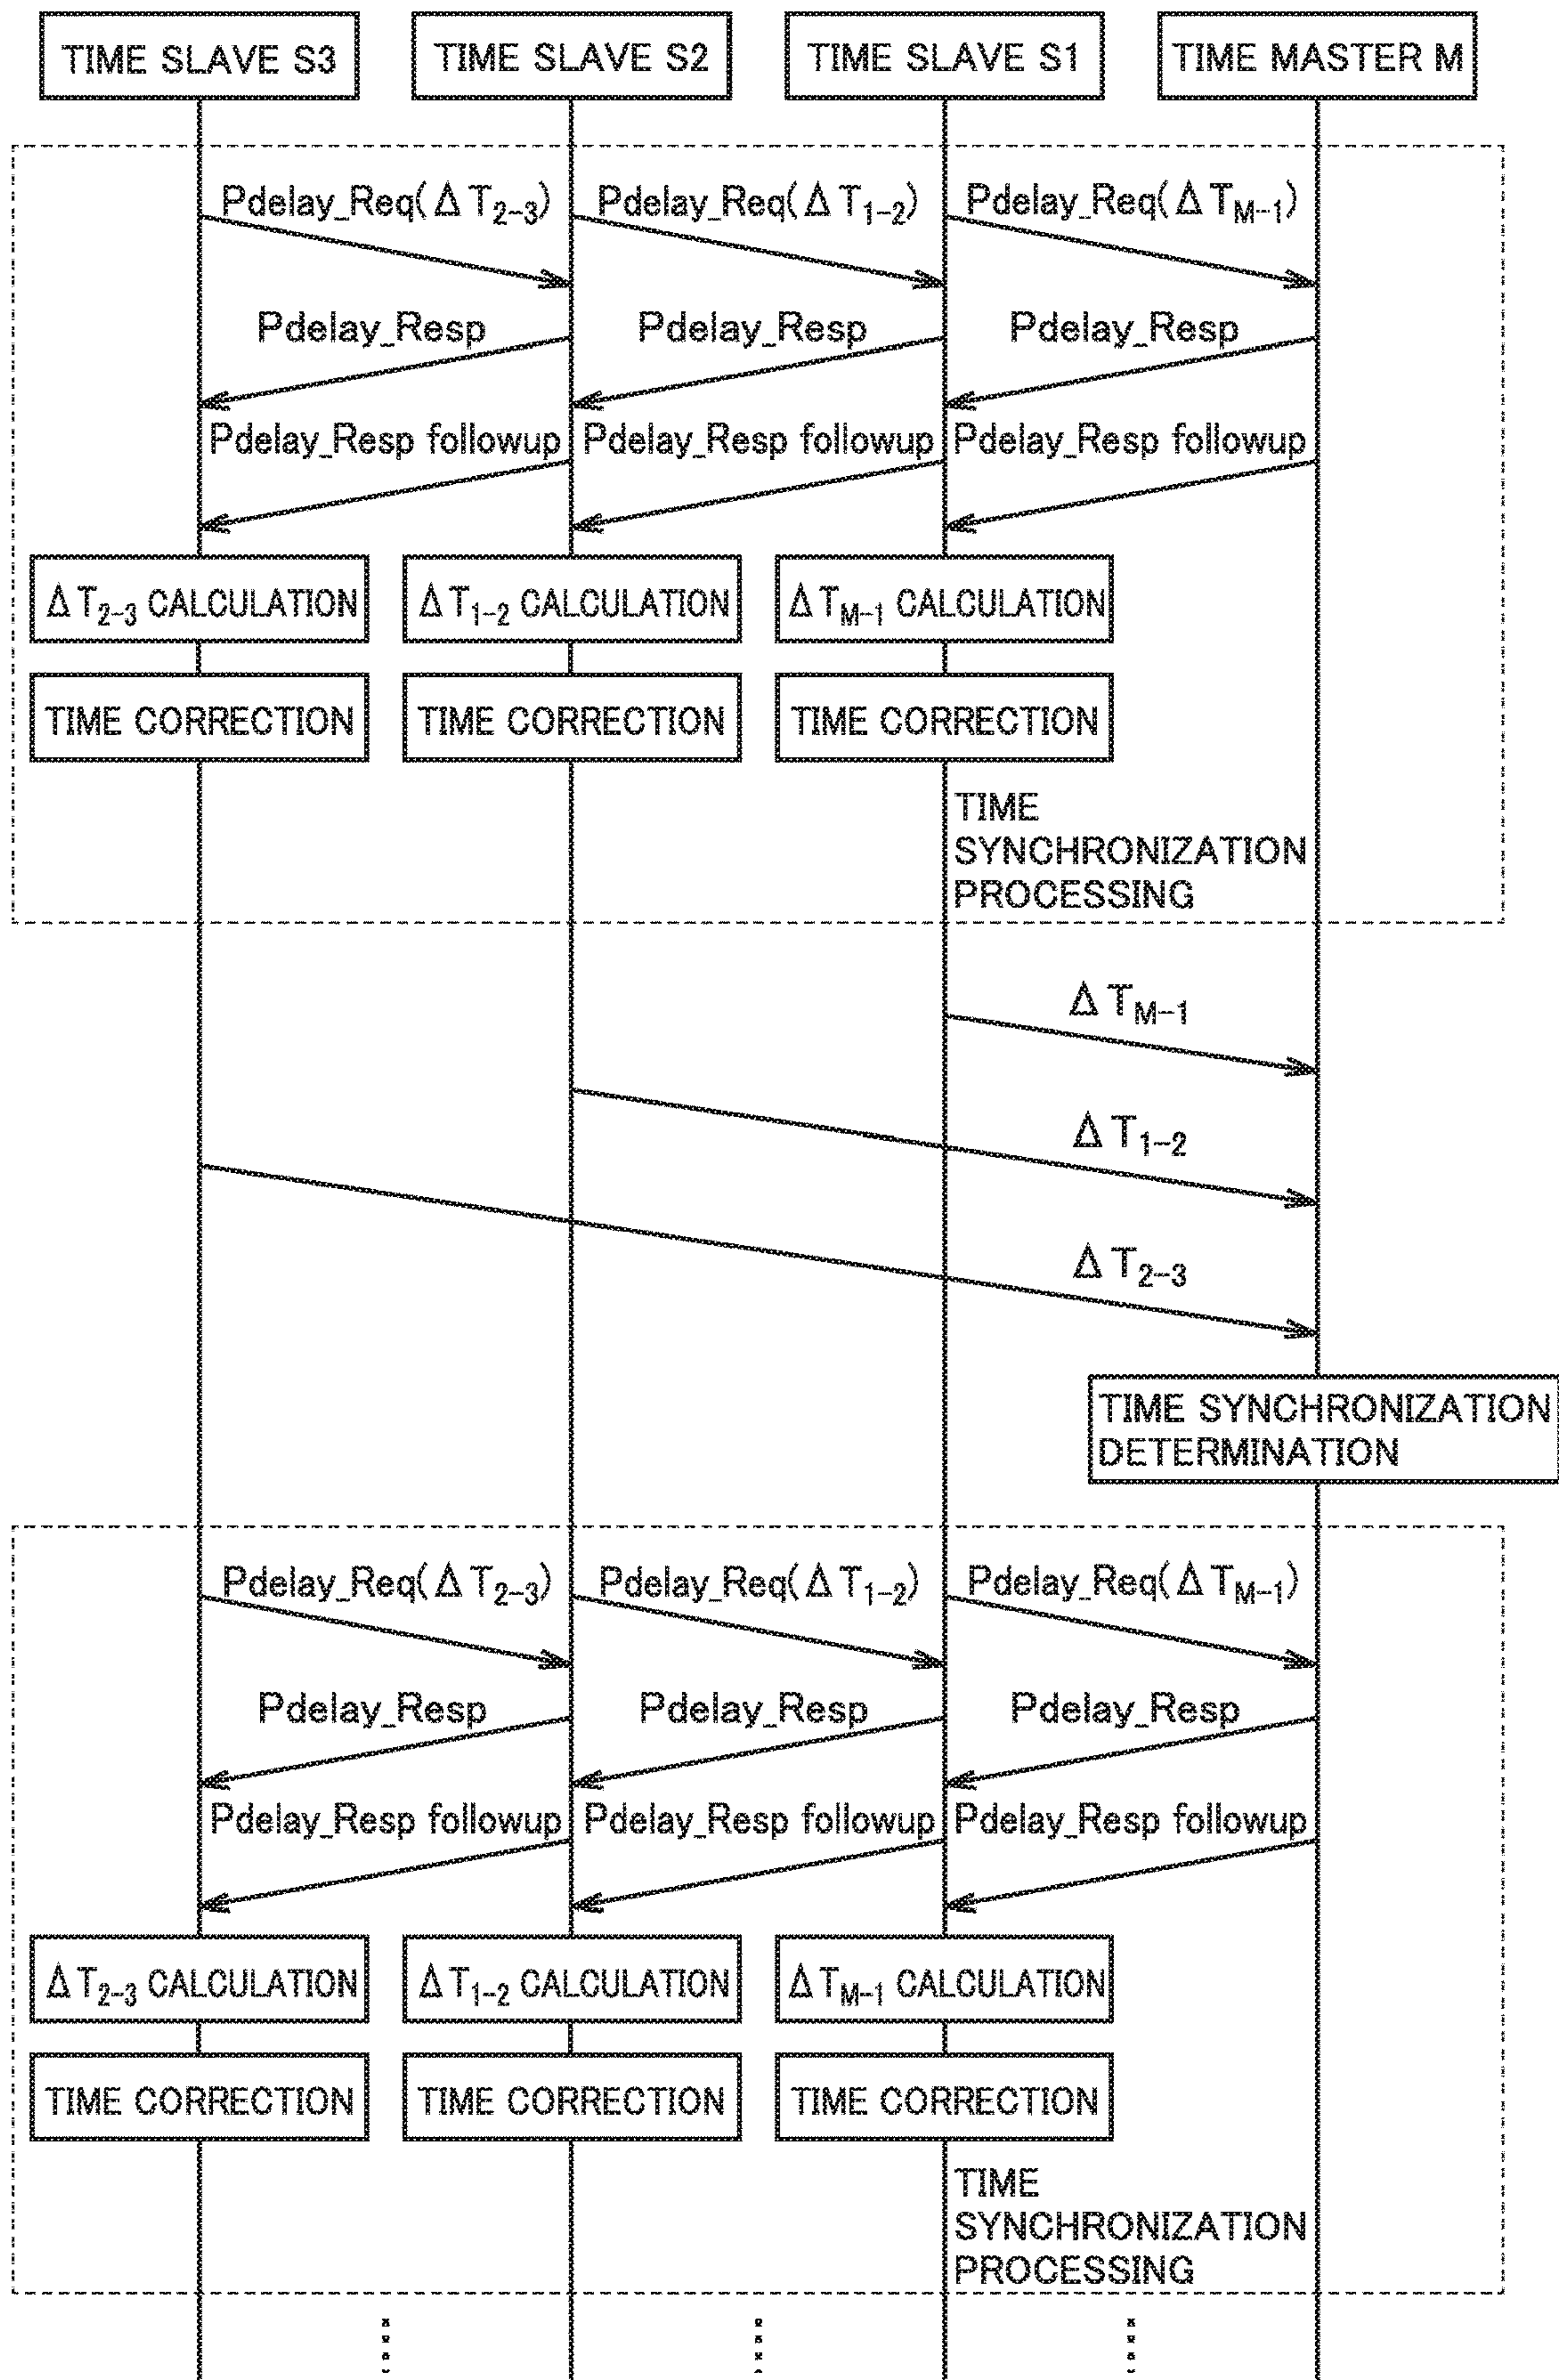 TIME SLAVE S3 TIME SLAVE S2 TIME SLAVE S1 TIME MASTER M
Pdelay_Req(ΔT2-3) Pdelay_Req(ΔT1-2) Pdelay_Req(ΔTM-1)
Pdelay_Resp Pdelay_Resp Pdelay_Resp
Pdelay_Resp followup Pdelay_Resp followup Pdelay_Resp followup
ΔT2-3 CALCULATION ΔT1-2 CALCULATION ΔTM-1 CALCULATION
TIME CORRECTION TIME CORRECTION TIME CORRECTION
TIME
SYNCHRONIZATION
PROCESSING
ΔTM-1
ΔT1-2
ΔT2-3
TIME SYNCHRONIZATION
DETERMINATION
Pdelay_Req(ΔT2-3) Pdelay_Req(ΔT1-2) Pdelay_Req(ΔTM-1)
Pdelay_Resp Pdelay_Resp Pdelay_Resp
Pdelay_Resp followup Pdelay_Resp followup Pdelay_Resp followup
ΔT2-3 CALCULATION ΔT1-2 CALCULATION ΔTM-1 CALCULATION
TIME CORRECTION TIME CORRECTION TIME CORRECTION
TIME
SYNCHRONIZATION
PROCESSING